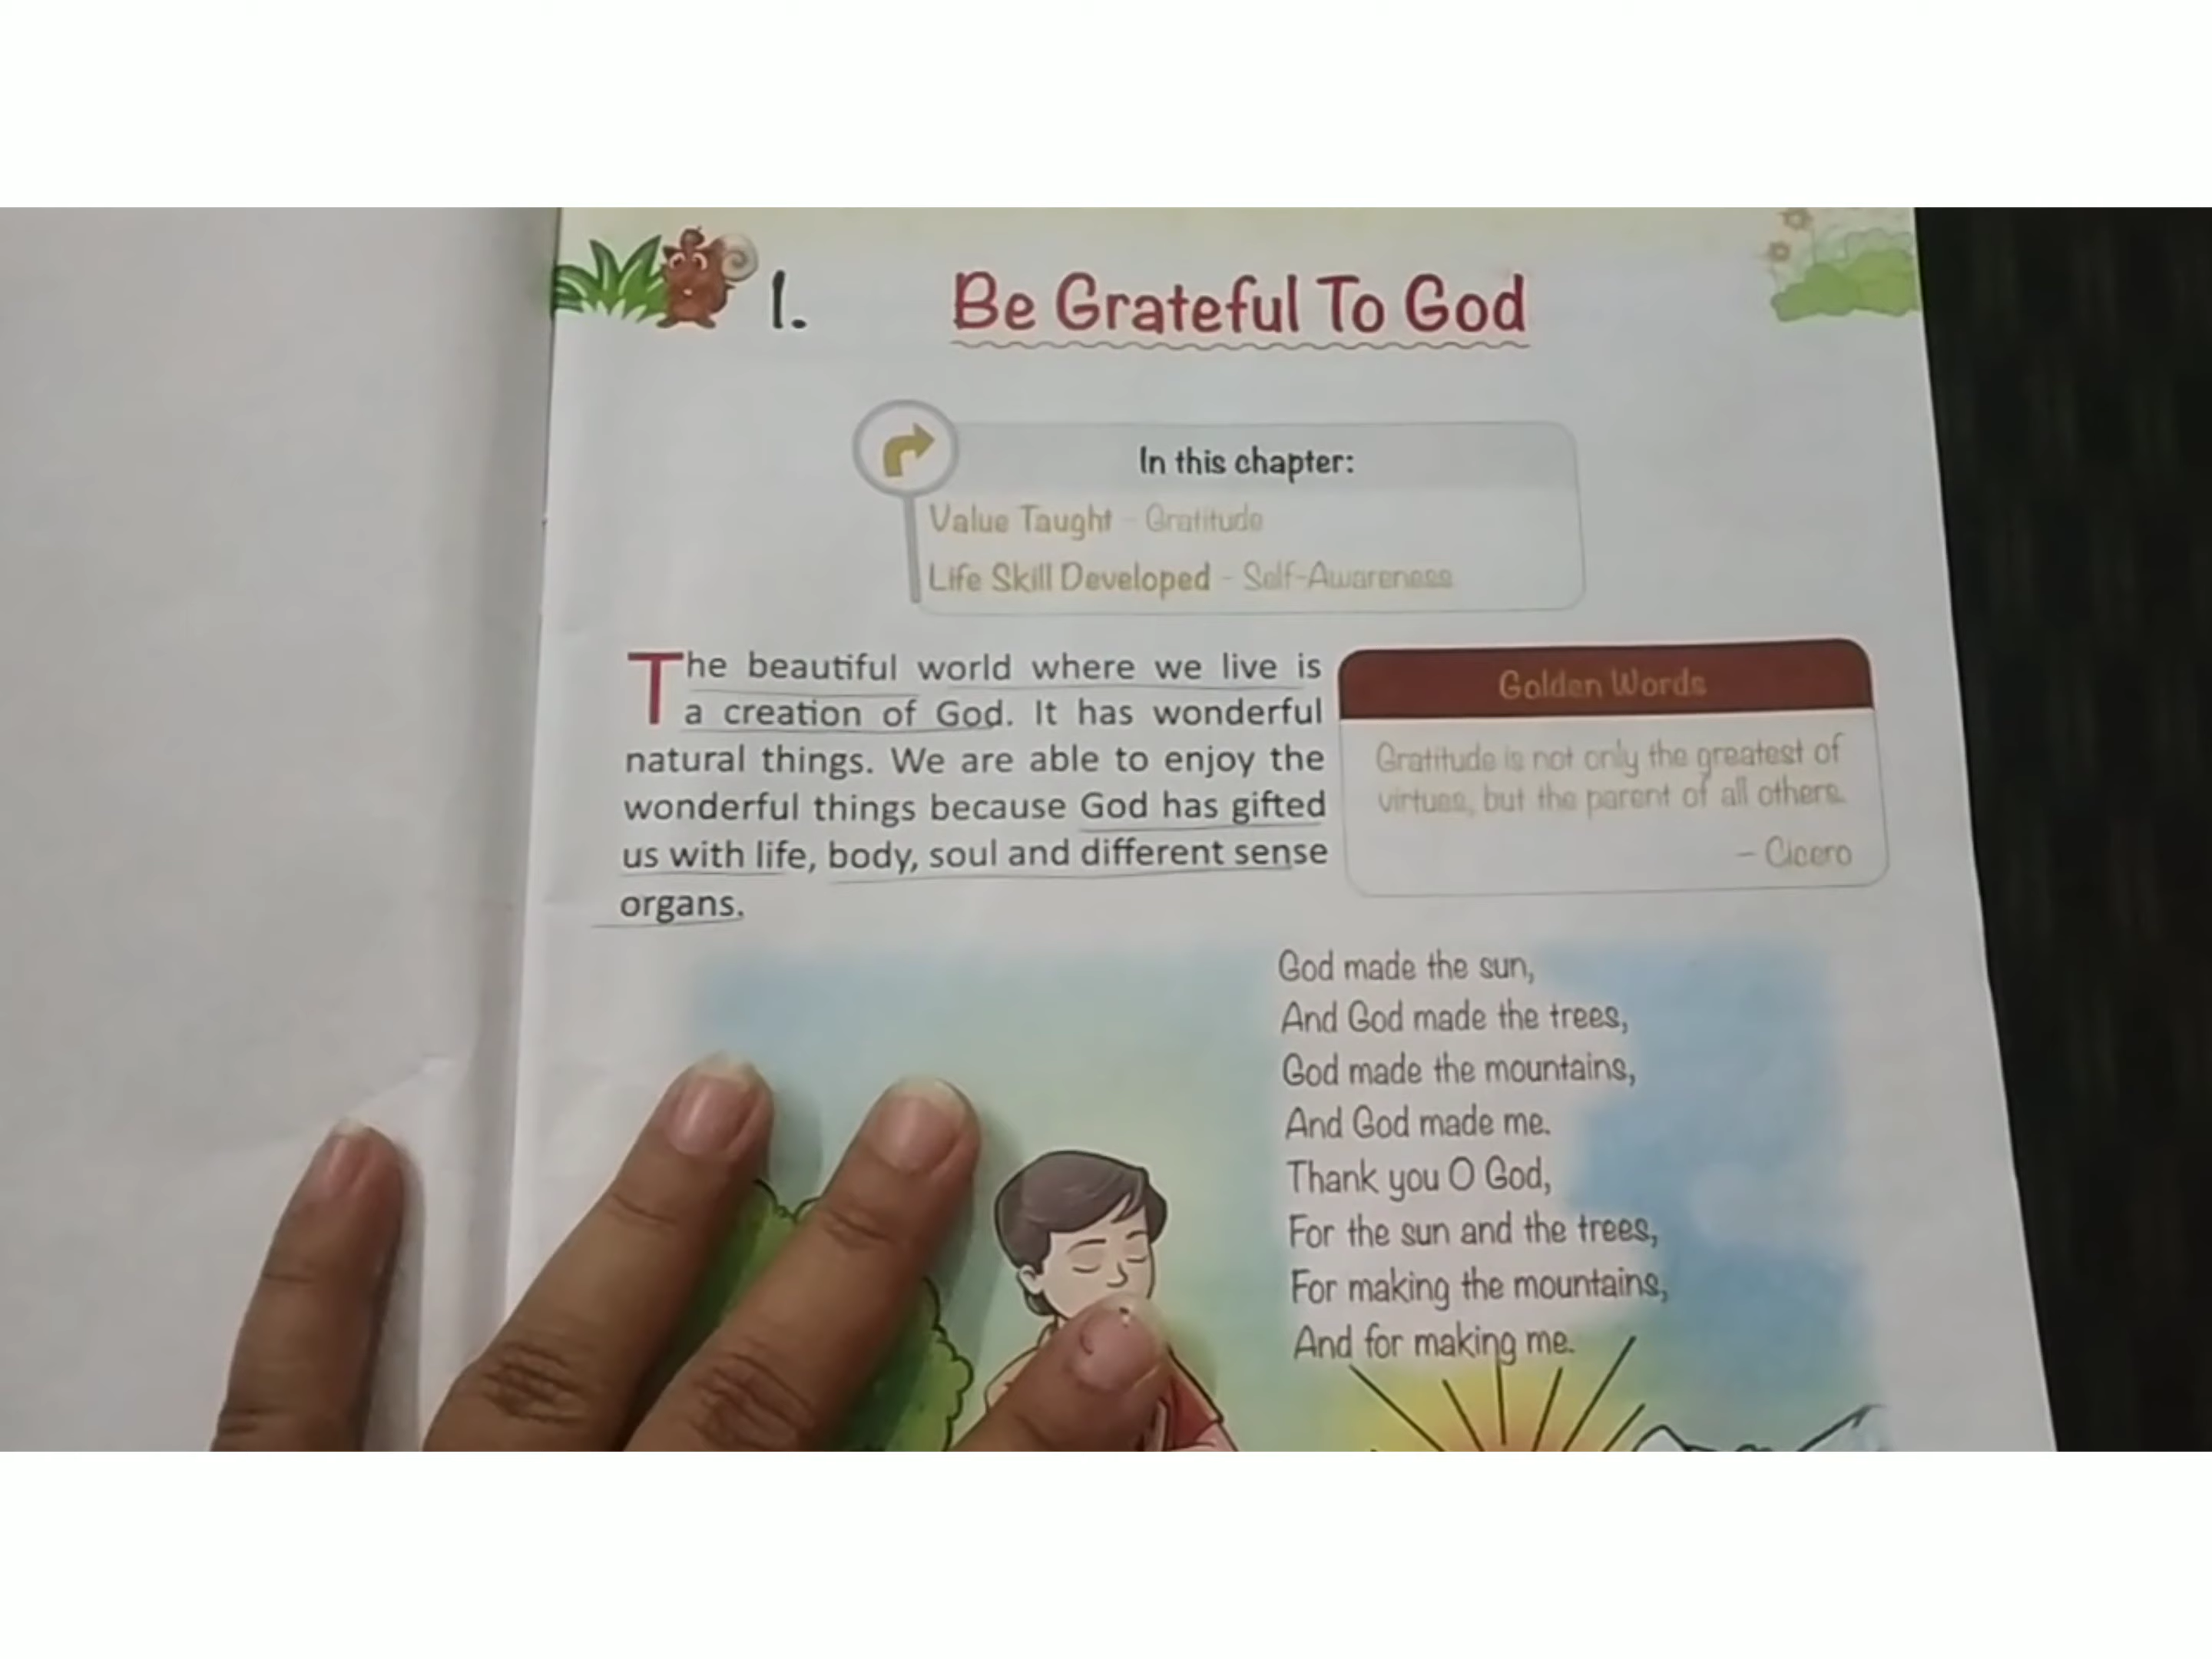 1.
Be Grateful To God
In this chapter:
Value Taught - Gratitude
Life Skill Developed - Self-Awareness
The beautiful world where we live is
a creation of God. It has wonderful
natural things. We are able to enjoy the
wonderful things because God has gifted
us with life, body, soul and different sense
organs.
Golden Words
Gratitude is not only the greatest of
virtues, but the parent of all others.
– Cicero
God made the sun,
And God made the trees,
God made the mountains,
And God made me.
Thank you O God,
For the sun and the trees,
For making the mountains,
And for making me.